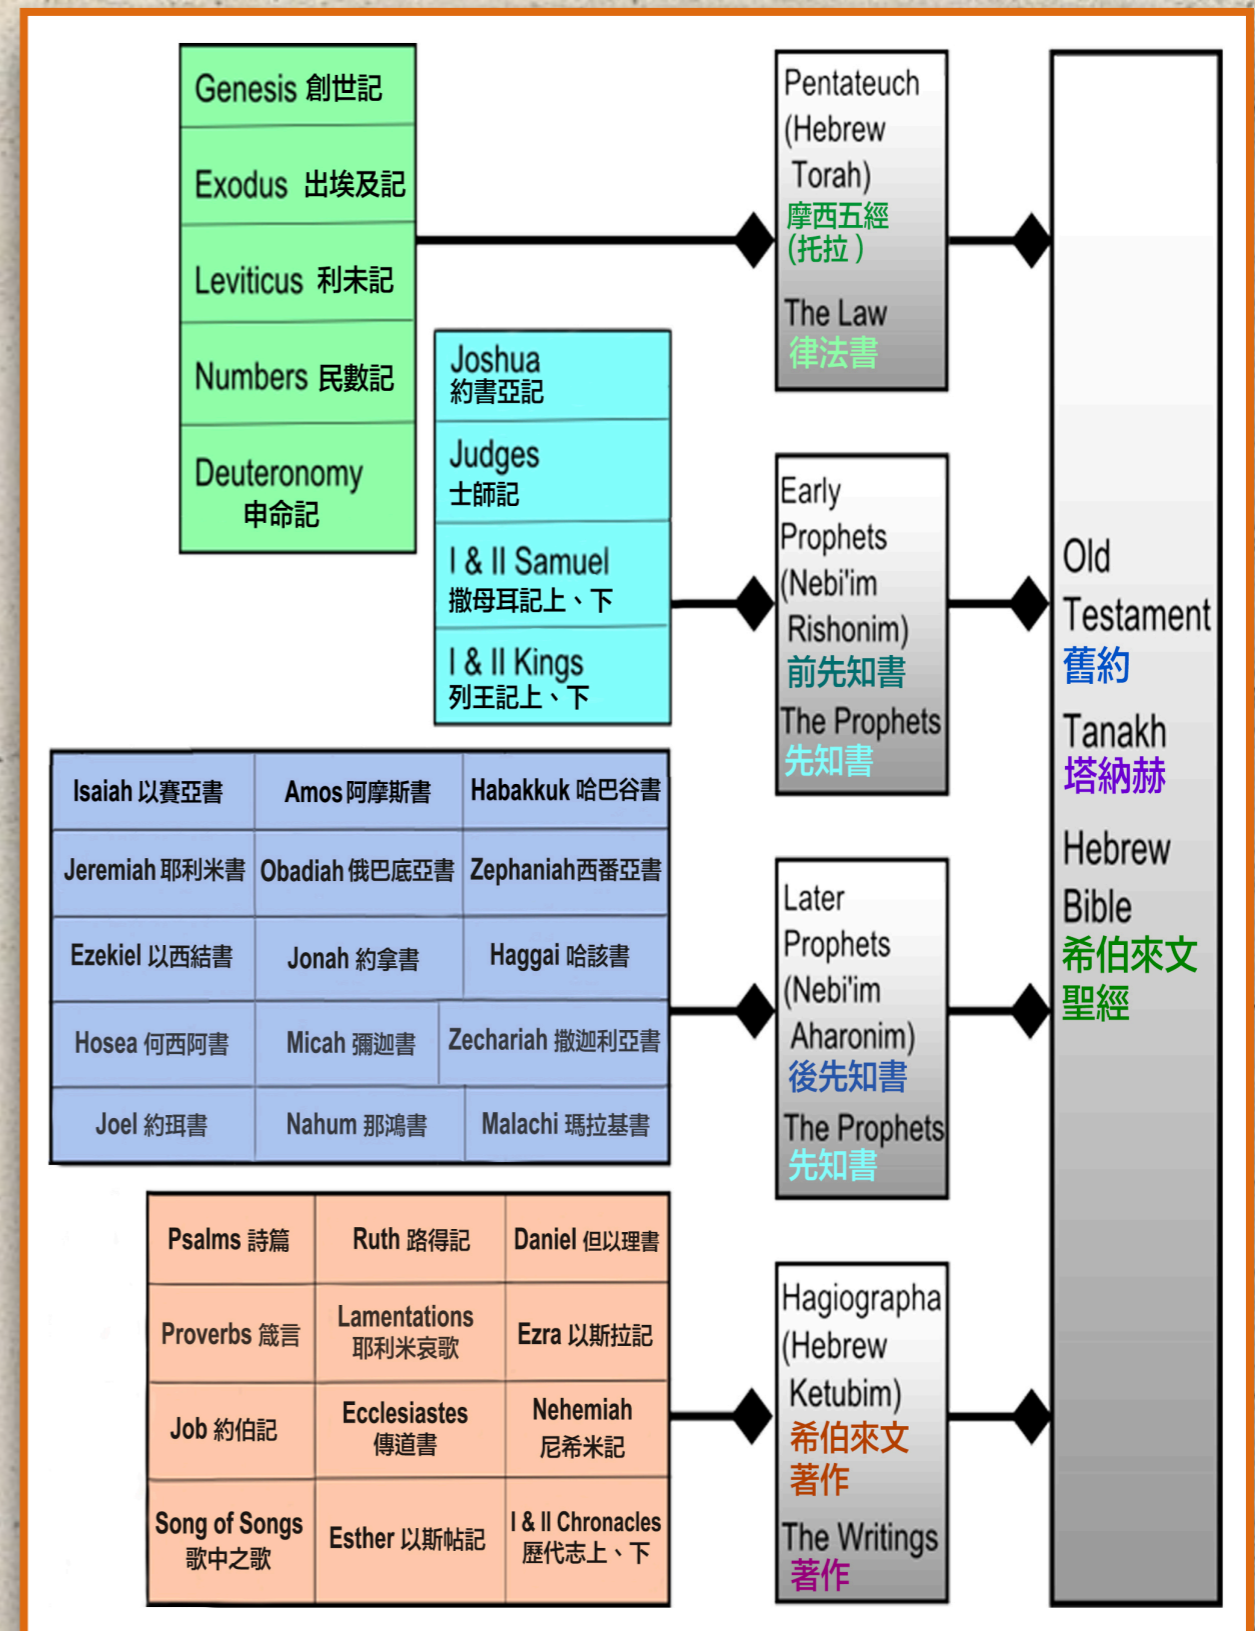 Genesis 創世記
Exodus 出埃及記
Leviticus 利未記
Numbers 民數記
Deuteronomy
申命記
Joshua
約書亞記
Judges
士師記
I & II Samuel
撒母耳記上、下
I & II Kings
列王記上、下
Isaiah 以賽亞書
Amos 阿摩斯書
Habakkuk 哈巴谷書
Jeremiah 耶利米書
Obadiah 俄巴底亞書
Zephaniah 西番亞書
Ezekiel 以西結書
Jonah 約拿書
Haggai 哈該書
Hosea 何西阿書
Micah 彌迦書
Zechariah 撒迦利亞書
Joel 約珥書
Nahum 那鴻書
Malachi 瑪拉基書
Psalms 詩篇
Ruth 路得記
Daniel 但以理書
Proverbs 箴言
Lamentations
耶利米哀歌
Ezra 以斯拉記
Job 約伯記
Ecclesiastes
傳道書
Nehemiah
尼希米記
Song of Songs
歌中之歌
Esther 以斯帖記
I & II Chronacles
歷代志上、下
Pentateuch
(Hebrew
Torah)
摩西五經
(托拉 )
The Law
律法書
Early
Prophets
(Nebi'im
Rishonim)
前先知書
The Prophets
先知書
Later
Prophets
(Nebi'im
Aharonim)
後先知書
The Prophets
先知書
Hagiographa
(Hebrew
Ketubim)
希伯來文
著作
The Writings
著作
Old
Testament
舊約
Tanakh
塔納赫
Hebrew
Bible
希伯來文
聖經